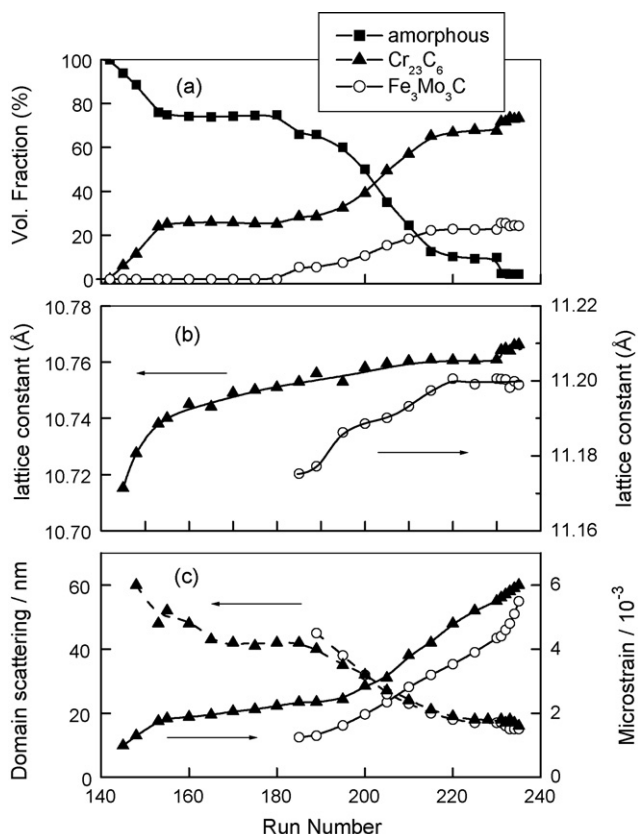 amorphous
Cr23C6
Fe3Mo3C
(a)
Vol. Fraction (%)
100
80
60
40
20
0
(b)
lattice constant (Å)
10.78
10.76
10.74
10.72
10.70
lattice constant (Å)
11.22
11.20
11.18
11.16
(c)
Domain scattering / nm
60
40
20
0
Microstrain / 10-3
6
4
2
0
140 160 180 200 220 240
Run Number